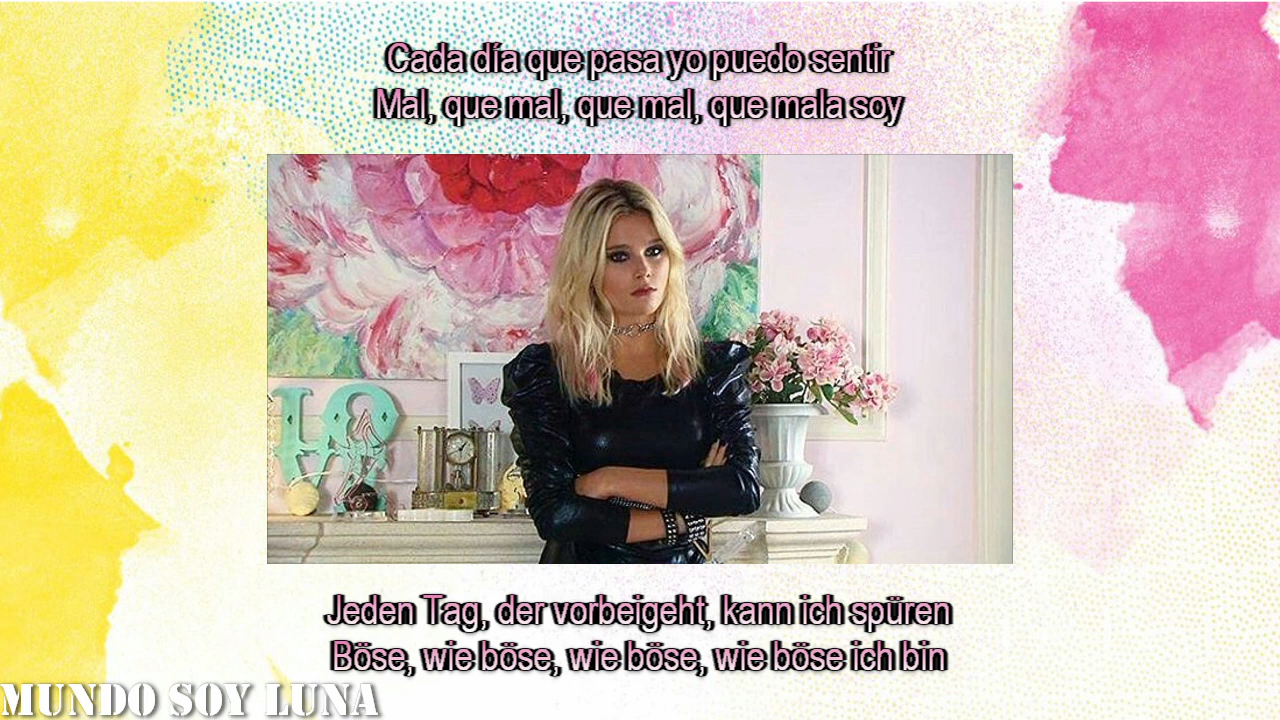 Cada día que pasa yo puedo sentir
Mal, que mal, que mal, que mala soy
Jeden Tag, der vorbeigeht, kann ich spüren
Böse, wie böse, wie böse, wie böse ich bin
MUNDO SOY LUNA